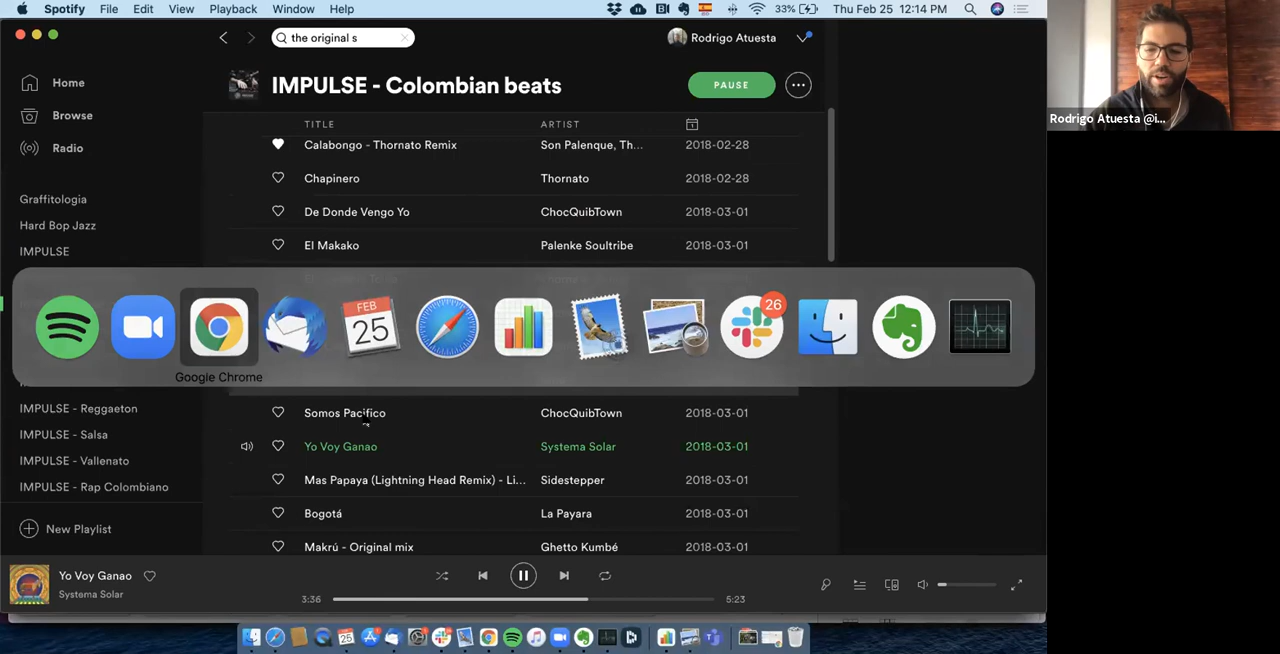 Spotify File Edit View Playback Window Help 33% Thu Feb 25 12:14 PM
the original s
Rodrigo Atuesta
IMPULSE - Colombian beats
PAUSE
Home
Browse
Radio
Graffitologia
Hard Bop Jazz
IMPULSE
TITLE ARTIST
Calabongo - Thornato Remix Son Palenque, Th... 2018-02-28
Chapinero Thornato 2018-02-28
De Donde Vengo Yo ChocQuibTown 2018-03-01
El Makako Palenke Soultribe 2018-03-01
FEB
25
26
Google Chrome
Somos Pacifico ChocQuibTown 2018-03-01
Yo Voy Ganao Systema Solar 2018-03-01
Mas Papaya (Lightning Head Remix) - Li... Sidestepper 2018-03-01
Bogotá La Payara 2018-03-01
Makrú - Original mix Ghetto Kumbé 2018-03-01
IMPULSE - Reggaeton
IMPULSE - Salsa
IMPULSE - Vallenato
IMPULSE - Rap Colombiano
New Playlist
Yo Voy Ganao
Systema Solar
3:36 5:23
25
Rodrigo Atuesta @i...